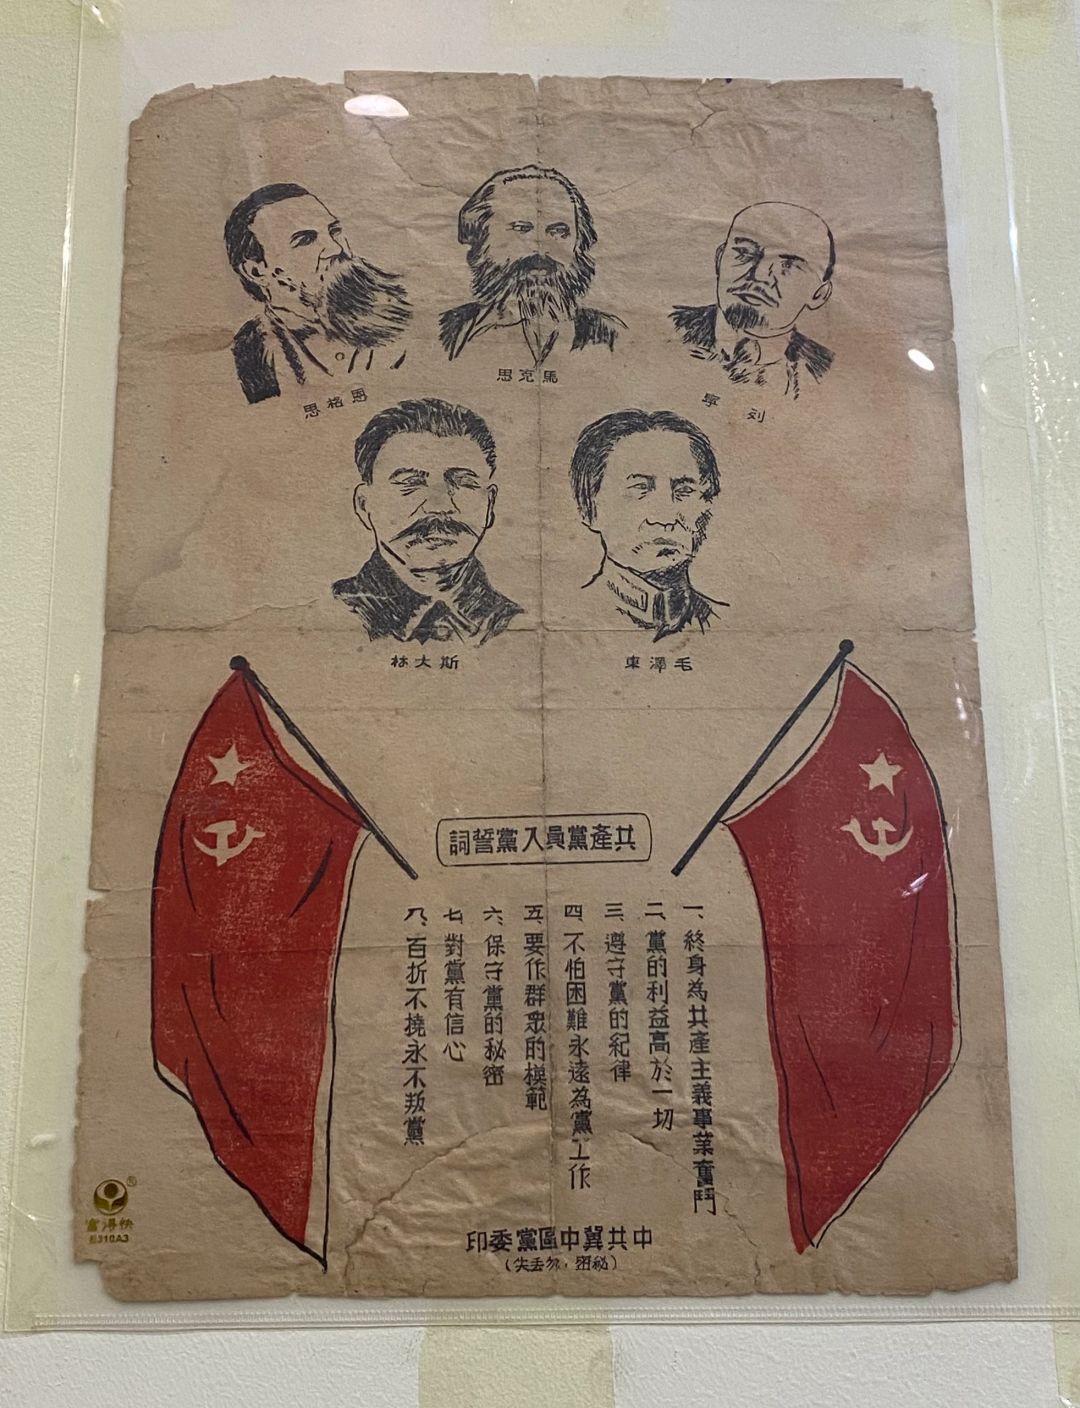 思格恩
思克馬
寧列
林大斯
東澤毛
詞誓黨入員黨產共
一、終身為共產主義事業奮鬥
二、黨的利益高於一切
三、遵守黨的紀律
四、不怕困難永遠為黨工作
五、要作群眾的模範
六、保守黨的秘密
七、對黨有信心
八、百折不撓永不叛黨
印委黨區中冀共中
(失丟勿,密秘)
富得快
E310A3